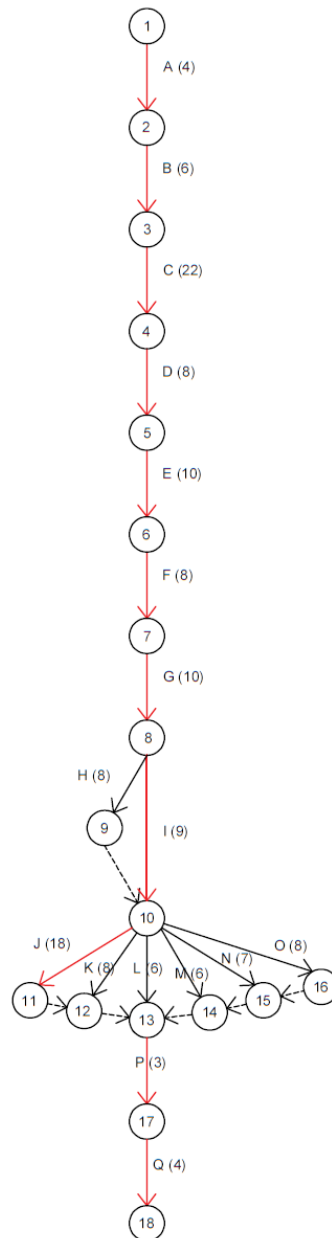 1
A (4)
2
B (6)
3
C (22)
4
D (8)
5
E (10)
6
F (8)
7
G (10)
8
H (8)
9
I (9)
10
J (18)
K (8)
L (6)
M (6)
N (7)
O (8)
11
12
13
14
15
16
P (3)
17
Q (4)
18